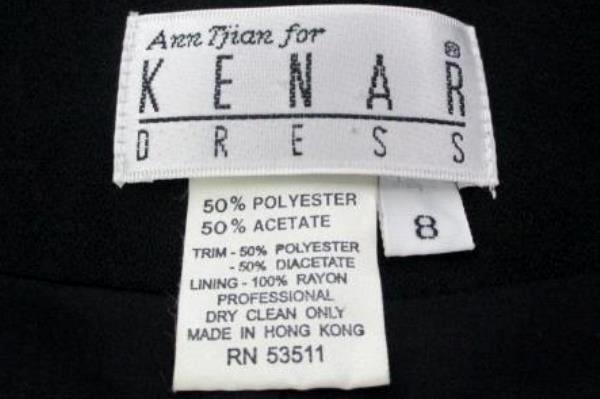 Ann Tjian for
KENAR®
DRESS
50% POLYESTER
50% ACETATE
TRIM - 50% POLYESTER
- 50% DIACETATE
LINING - 100% RAYON
PROFESSIONAL
DRY CLEAN ONLY
MADE IN HONG KONG
RN 53511
8